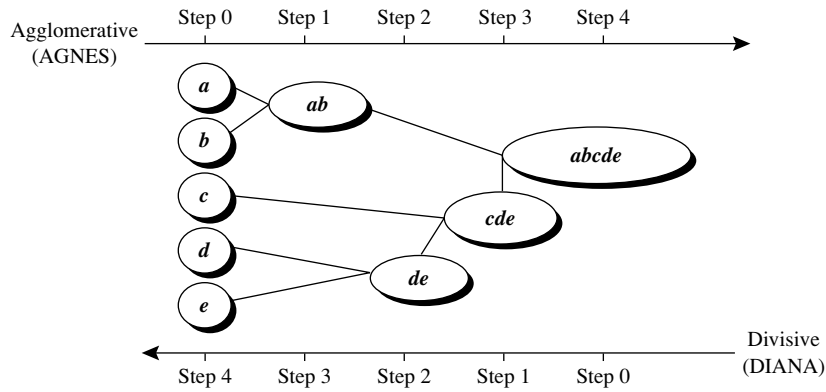 Step 0 Step 1 Step 2 Step 3 Step 4
Agglomerative
(AGNES)
a
ab
b
abcde
c
cde
d
de
e
Divisive
(DIANA)
Step 4 Step 3 Step 2 Step 1 Step 0